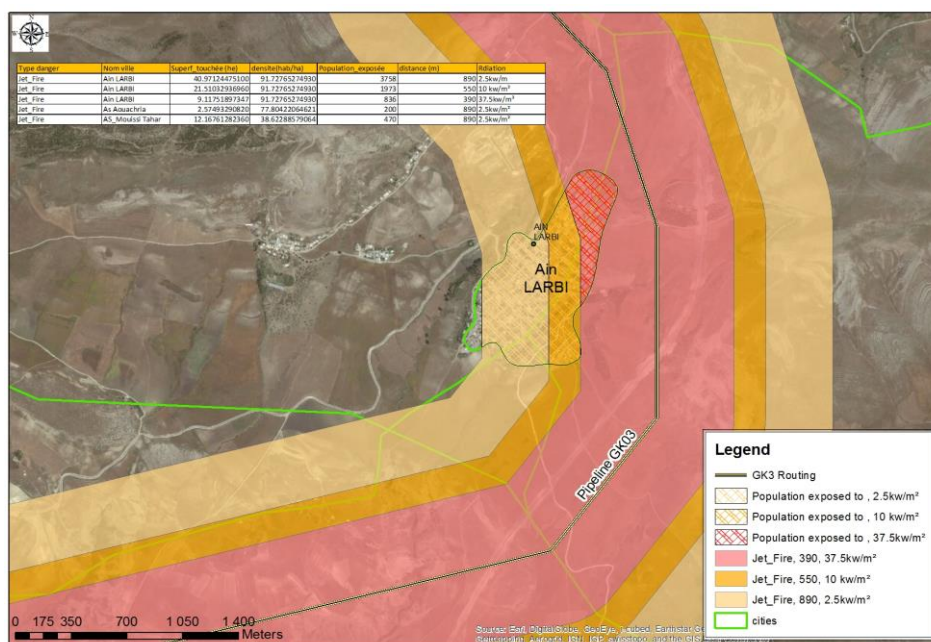 N
Type danger Nom ville Superf_touchée (he) densite(hab/ha) Population_exposée distance (m) Rdiation
Jet_Fire Ain LARBI 40.97124475100 91.72765274930 3758 890 2.5kw/m
Jet_Fire Ain LARBI 21.51032936960 91.72765274930 1973 550 10 kw/m²
Jet_Fire Ain LARBI 9.11751897347 91.72765274930 836 390 37.5kw/m²
Jet_Fire As Aouachria 2.57493290820 77.80422064621 200 890 2.5kw/m²
Jet_Fire AS_Mouissi Tahar 12.16761282360 38.62288579064 470 890 2.5kw/m²
AIN
LARBI
Ain
LARBI
Pipeline GK03
Legend
GK3 Routing
Population exposed to , 2.5kw/m²
Population exposed to , 10 kw/m²
Population exposed to , 37.5kw/m²
Jet_Fire, 390, 37.5kw/m²
Jet_Fire, 550, 10 kw/m²
Jet_Fire, 890, 2.5kw/m²
cities
0 175 350 700 1 050 1 400
Meters
Sources: Esri, DigitalGlobe, GeoEye, i-cubed, Earthstar